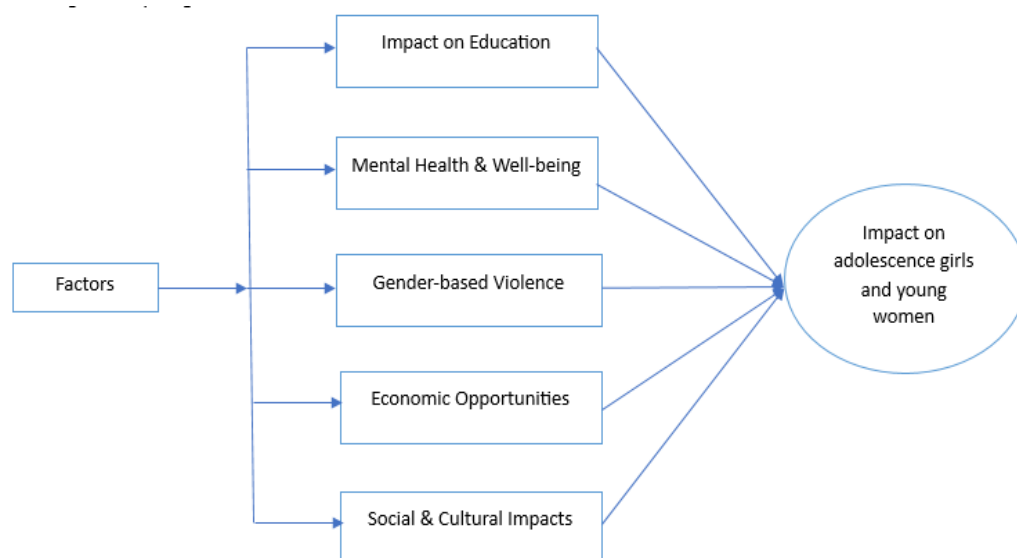 Impact on Education
Mental Health & Well-being
Factors
Gender-based Violence
Impact on
adolescence girls
and young
women
Economic Opportunities
Social & Cultural Impacts